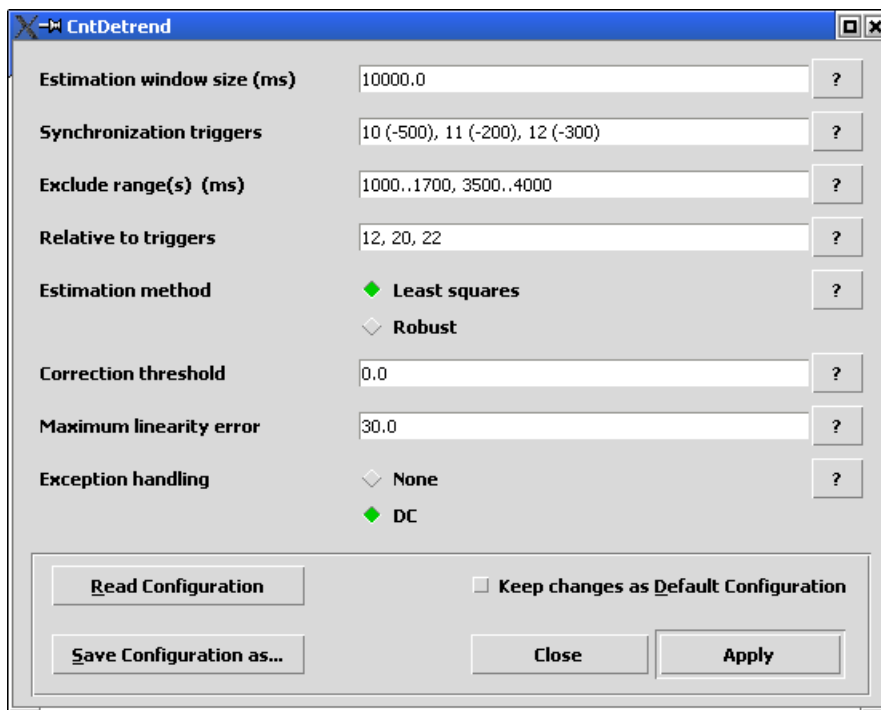 CntDetrend
Estimation window size (ms) 10000.0 ?
Synchronization triggers 10 (-500), 11 (-200), 12 (-300) ?
Exclude range(s) (ms) 1000..1700, 3500..4000 ?
Relative to triggers 12, 20, 22 ?
Estimation method Least squares ?
Robust
Correction threshold 0.0 ?
Maximum linearity error 30.0 ?
Exception handling None ?
DC
Read Configuration Keep changes as Default Configuration
Save Configuration as... Close Apply